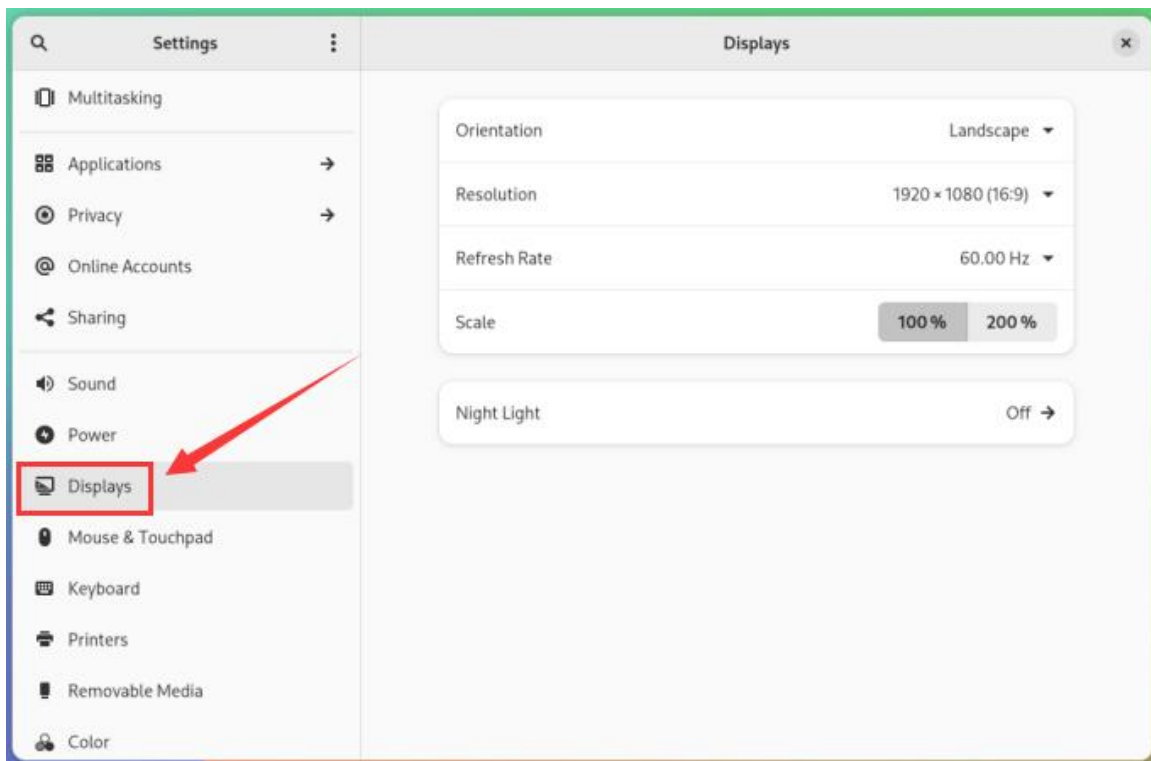 Settings
Displays
Multitasking
Applications
Privacy
Online Accounts
Sharing
Sound
Power
Displays
Mouse & Touchpad
Keyboard
Printers
Removable Media
Color
Orientation Landscape
Resolution 1920 × 1080 (16:9)
Refresh Rate 60.00 Hz
Scale 100 % 200 %
Night Light Off